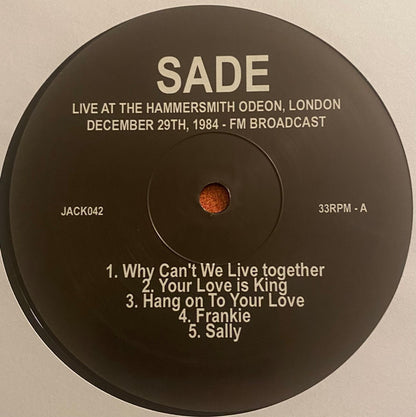 SADE
LIVE AT THE HAMMERSMITH ODEON, LONDON
DECEMBER 29TH, 1984 - FM BROADCAST
JACK042
33RPM - A
1. Why Can't We Live together
2. Your Love is King
3. Hang on To Your Love
4. Frankie
5. Sally